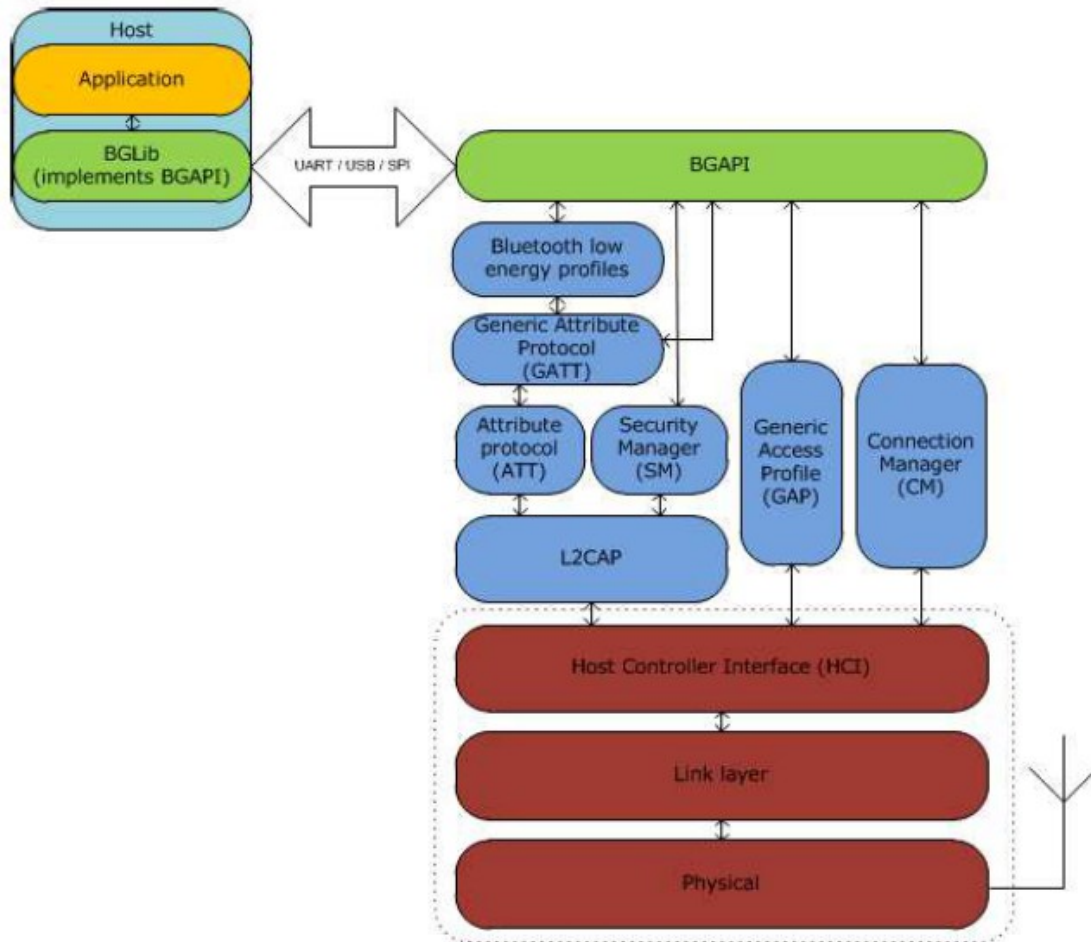 Host
Application
BGLib
(implements BGAPI)
UART / USB / SPI
BGAPI
Bluetooth low
energy profiles
Generic Attribute
Protocol
(GATT)
Attribute
protocol
(ATT)
Security
Manager
(SM)
Generic
Access
Profile
(GAP)
Connection
Manager
(CM)
L2CAP
Host Controller Interface (HCI)
Link layer
Physical